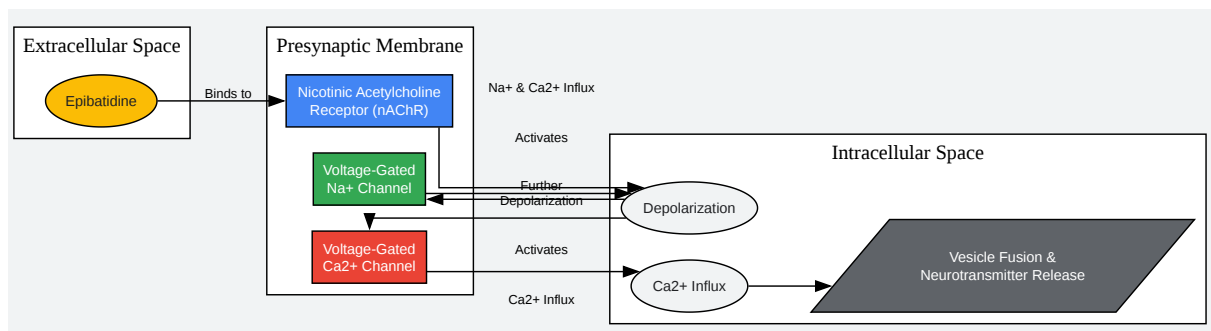 Extracellular Space
Epibatidine
Binds to
Presynaptic Membrane
Nicotinic Acetylcholine
Receptor (nAChR)
Voltage-Gated
Na+ Channel
Voltage-Gated
Ca2+ Channel
Na+ & Ca2+ Influx
Activates
Further
Depolarization
Activates
Ca2+ Influx
Intracellular Space
Depolarization
Ca2+ Influx
Vesicle Fusion &
Neurotransmitter Release